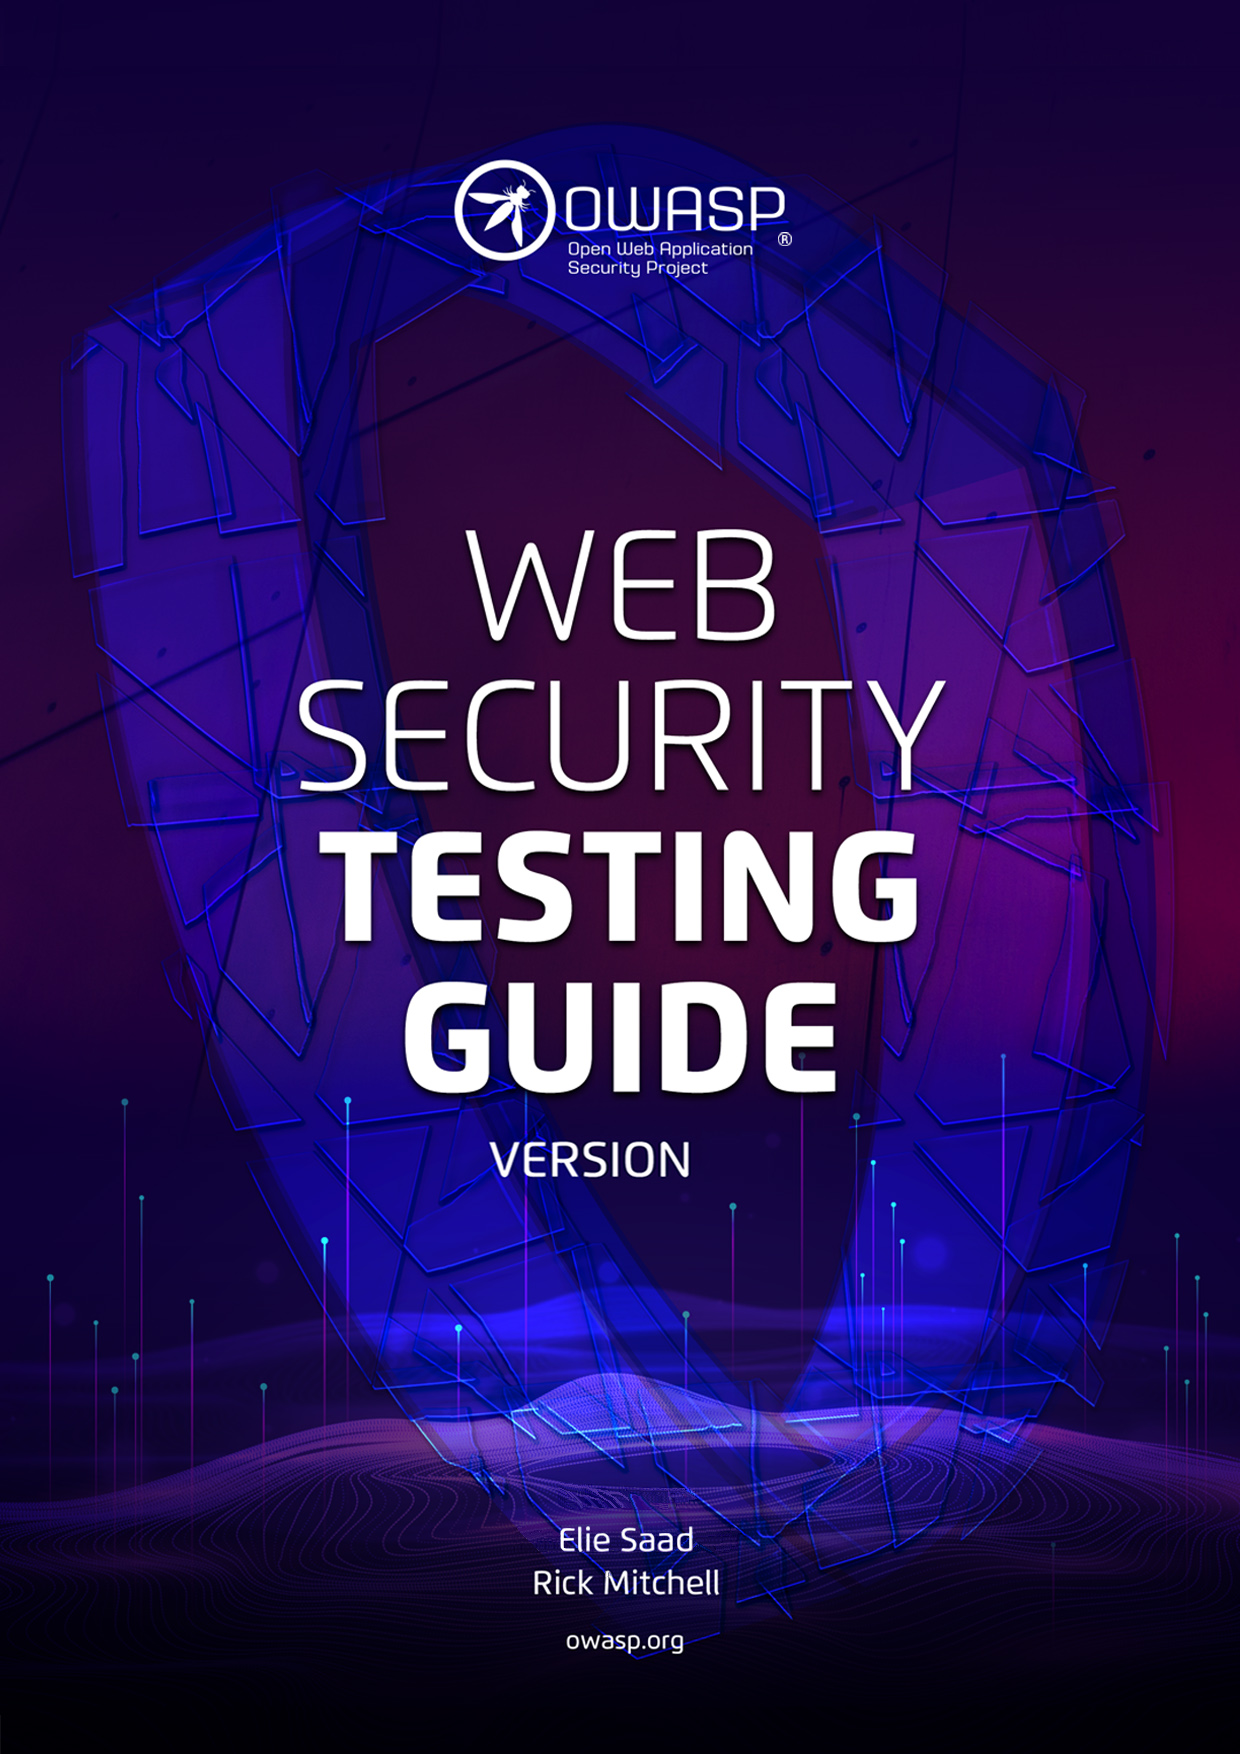 OWASP
®
Open Web Application
Security Project
WEB
SECURITY
TESTING
GUIDE
VERSION
Elie Saad
Rick Mitchell
owasp.org